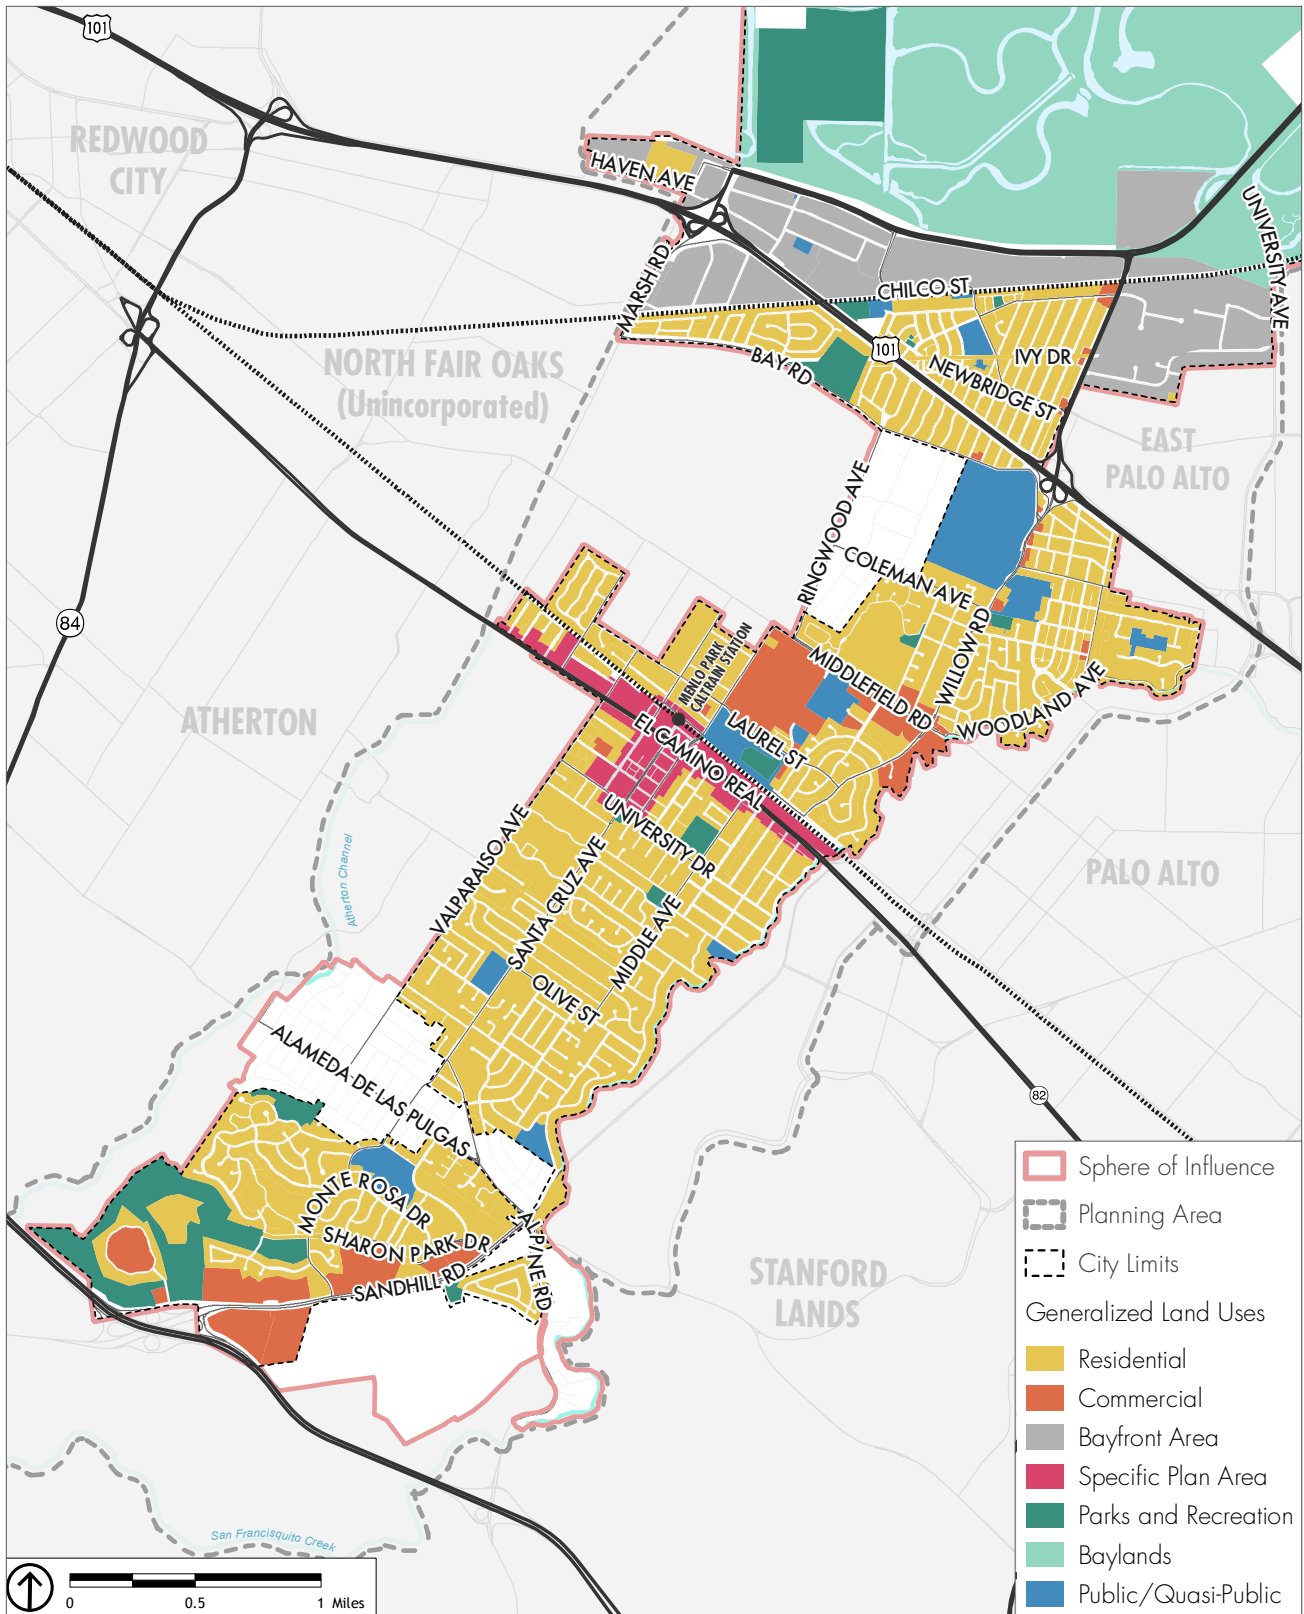 101
REDWOOD
CITY
HAVEN AVE
UNIVERSITY AVE
MARSH RD
CHILCO ST
NORTH FAIR OAKS
(Unincorporated)
BAY RD
101
IVY DR
NEWBRIDGE ST
EAST
PALO ALTO
RINGWOOD AVE
COLEMAN AVE
84
WILLOW RD
MENLO PARK
CALTRAIN STATION
MIDDLEFIELD RD
WOODLAND AVE
ATHERTON
LAUREL ST
EL CAMINO REAL
UNIVERSITY DR
VALPARAISO AVE
SANTA CRUZ AVE
MIDDLE AVE
PALO ALTO
Atherton Channel
OLIVE ST
ALAMEDA DE LAS PULGAS
82
MONTE ROSA DR
SHARON PARK DR
SANDHILL RD
ALPINE RD
STANFORD
LANDS
San Francisquito Creek
Sphere of Influence
Planning Area
City Limits
Generalized Land Uses
Residential
Commercial
Bayfront Area
Specific Plan Area
Parks and Recreation
Baylands
Public/Quasi-Public
0 0.5 1 Miles